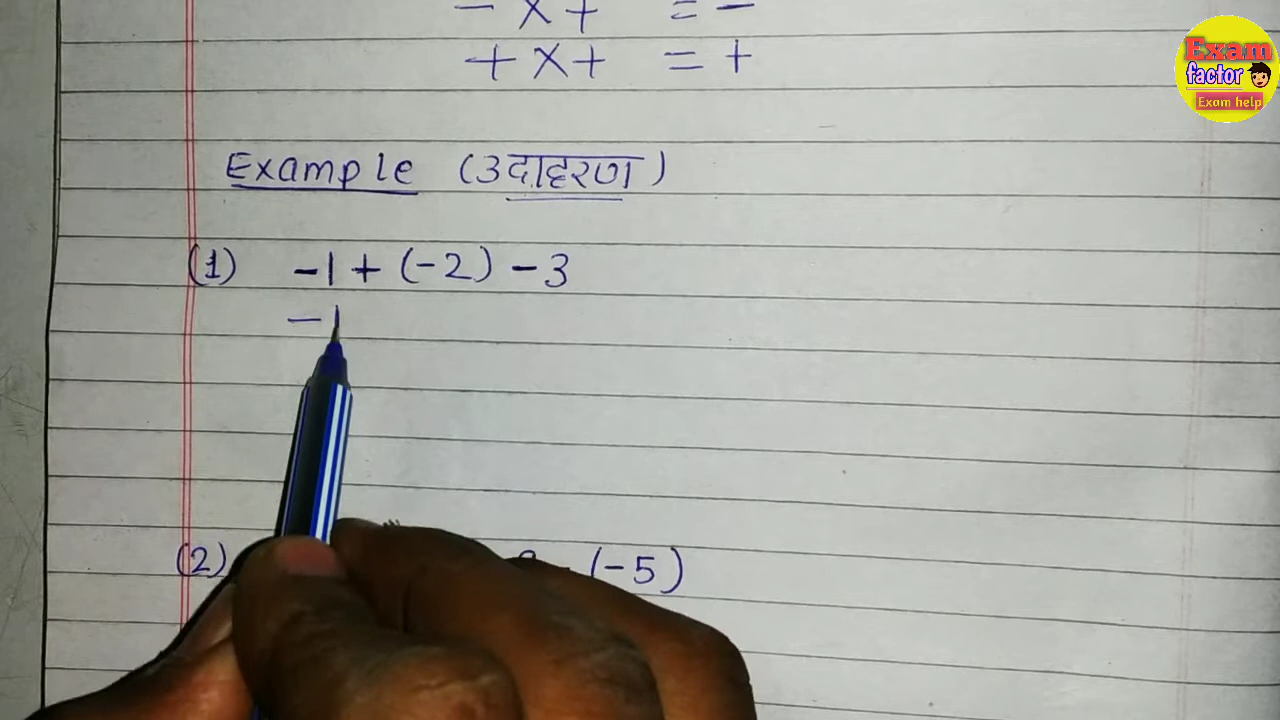 - × + = -
+ × + = +
Example (उदाहरण)
(1) -1 + (-2) - 3
-1
(2) - (-5)
Exam
factor
Exam help